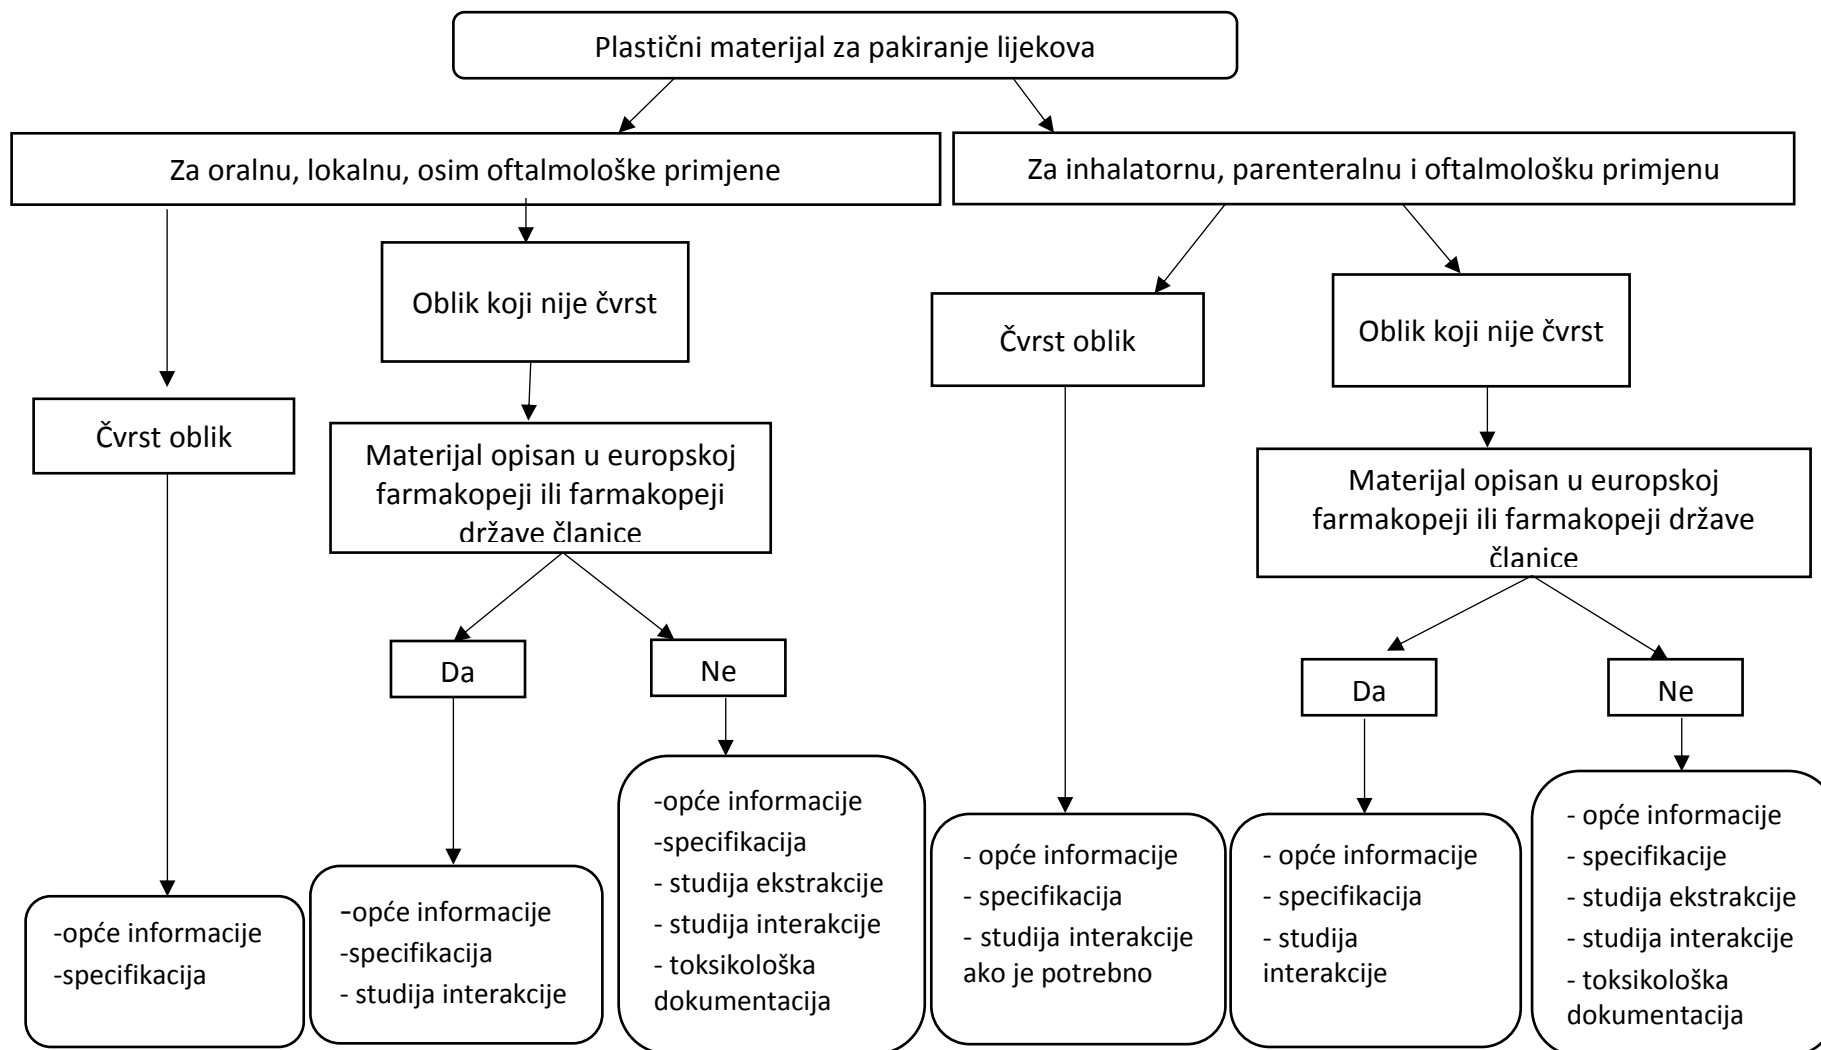 Plastični materijal za pakiranje lijekova
Za oralnu, lokalnu, osim oftalmološke primjene
Za inhalatornu, parenteralnu i oftalmološku primjenu
Oblik koji nije čvrst
Čvrst oblik
Oblik koji nije čvrst
Čvrst oblik
Materijal opisan u europskoj
farmakopeji ili farmakopeji
države članice
Materijal opisan u europskoj
farmakopeji ili farmakopeji države
članice
Da
Ne
Da
Ne
-opće informacije
-specifikacija
-opće informacije
-specifikacija
- studija interakcije
-opće informacije
-specifikacija
- studija ekstrakcije
- studija interakcije
- toksikološka
dokumentacija
- opće informacije
- specifikacija
- studija interakcije
ako je potrebno
- opće informacije
- specifikacija
- studija
interakcije
- opće informacije
- specifikacije
- studija ekstrakcije
- studija interakcije
- toksikološka
dokumentacija